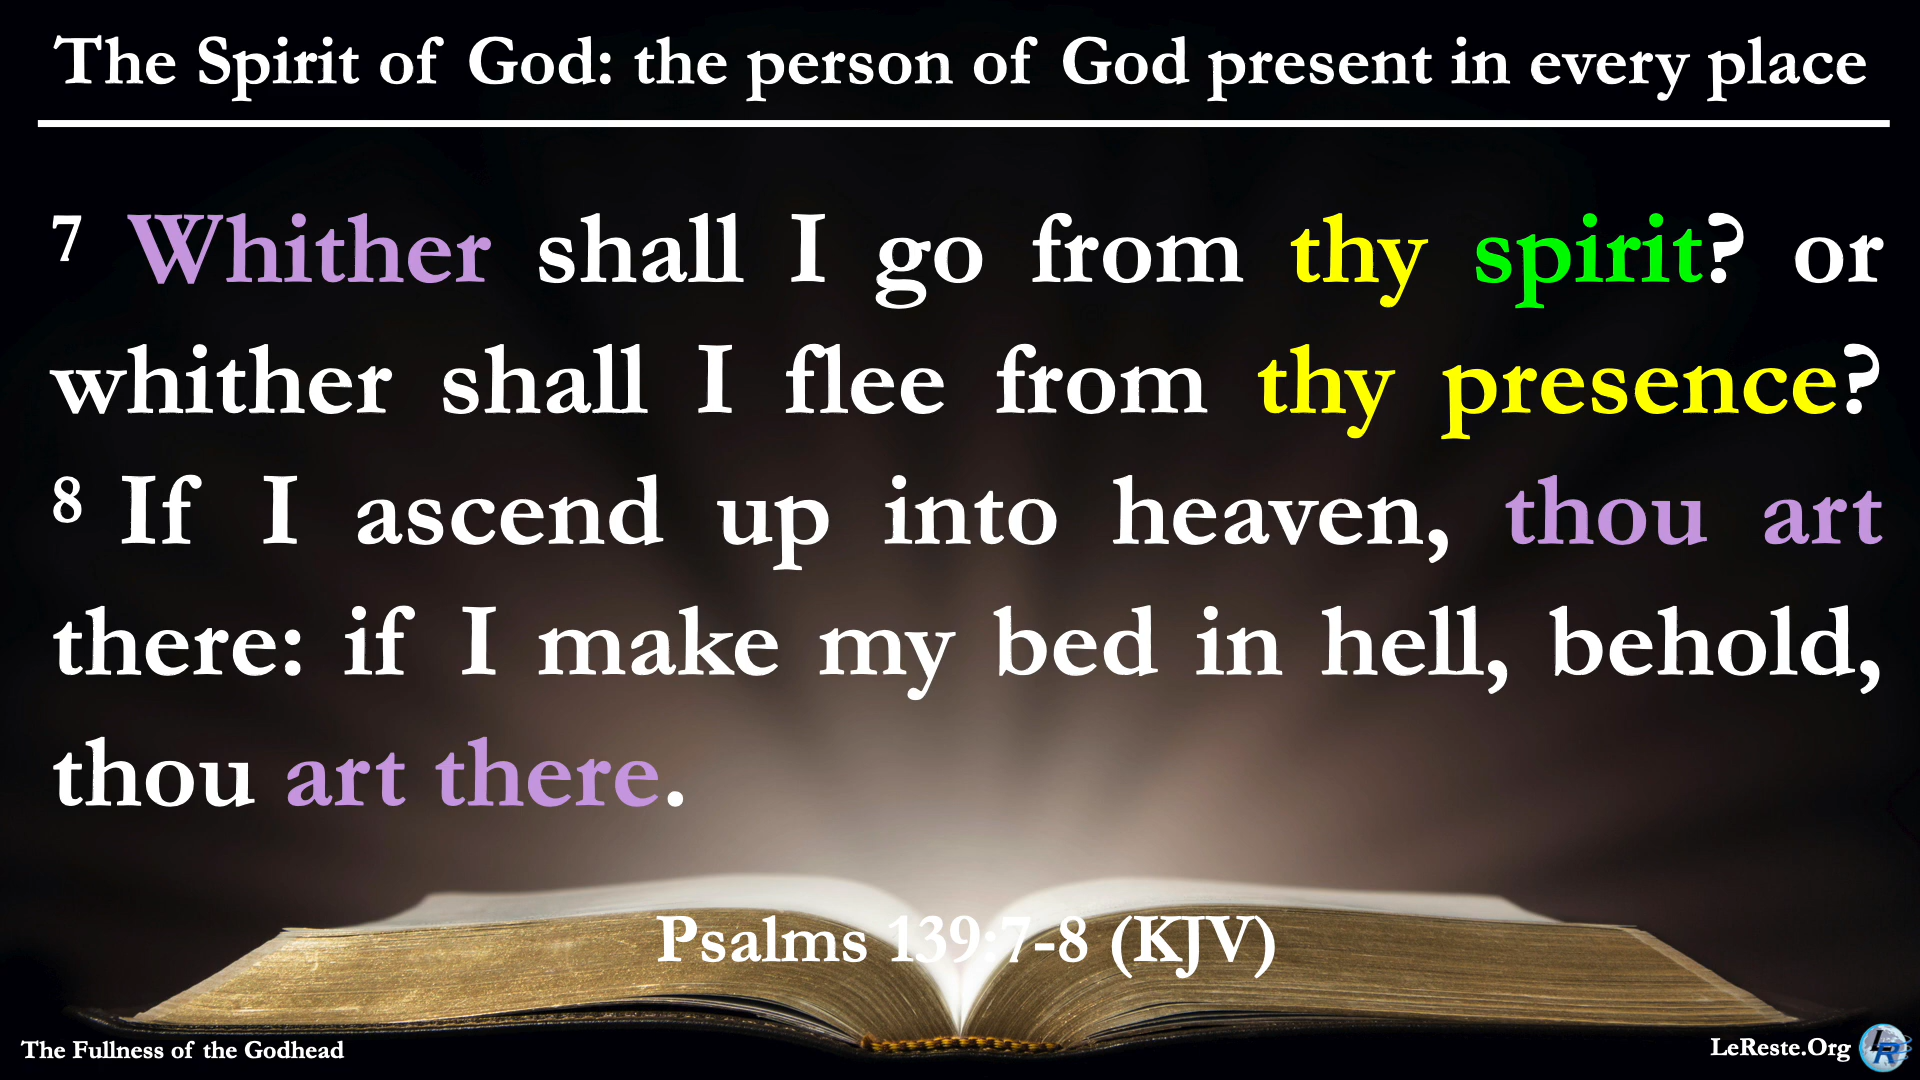 The Spirit of God: the person of God present in every place
7 Whither shall I go from thy spirit? or
whither shall I flee from thy presence?
8 If I ascend up into heaven, thou art
there: if I make my bed in hell, behold,
thou art there.
Psalms 139:7-8 (KJV)
The Fullness of the Godhead
LeReste.Org
LR